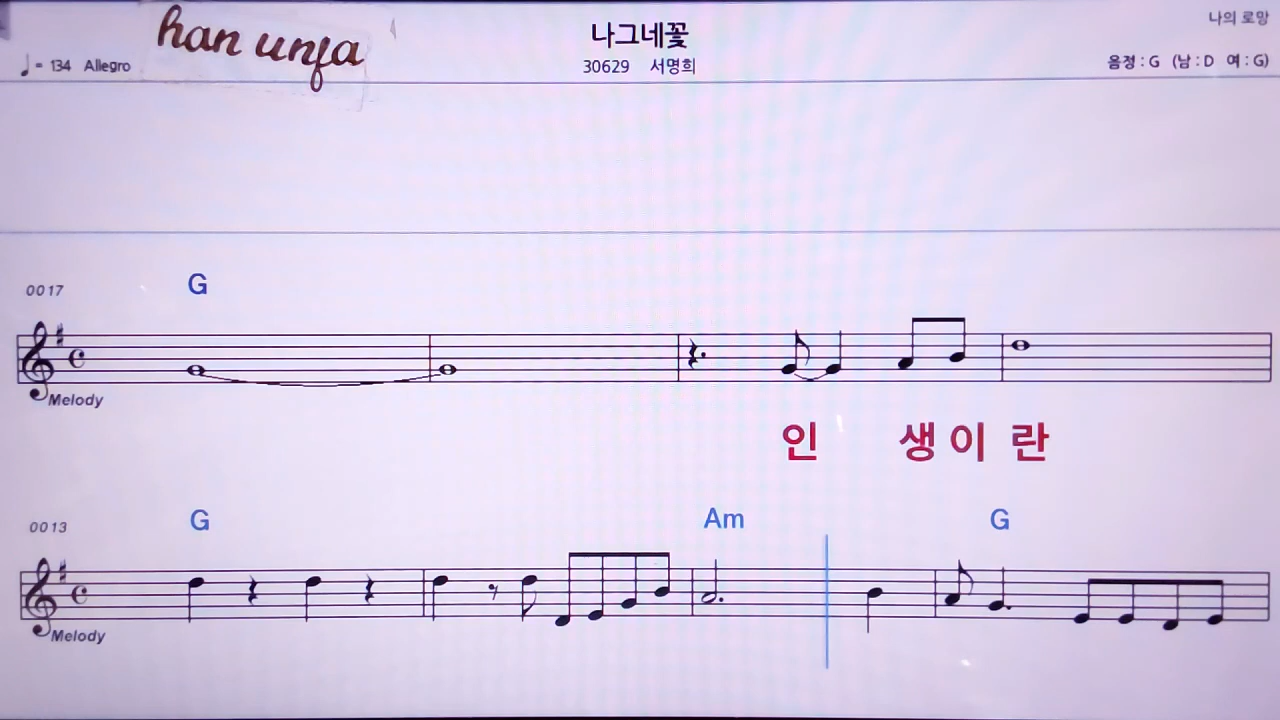 나의 로망
han unfa
나그네꽃
♩= 134 Allegro
30629 서명희
음정 : G (남 : D 여 : G)
0017
G
Melody
인 생 이 란
0013
G Am G
Melody